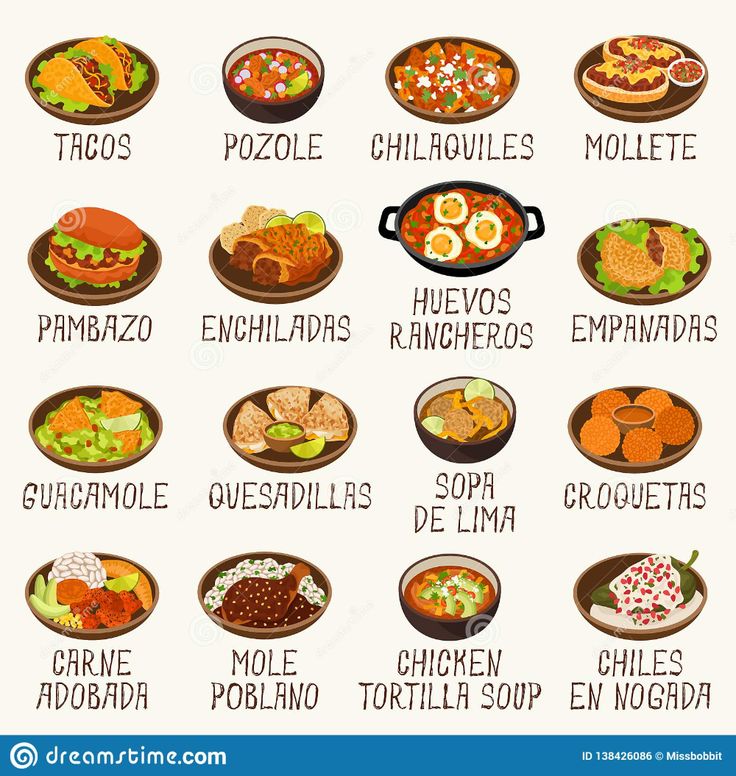 TACOS
POZOLE
CHILAQUILES
MOLLETE
PAMBAZO
ENCHILADAS
HUEVOS
RANCHEROS
EMPANADAS
GUACAMOLE
QUESADILLAS
SOPA
DE LIMA
CROQUETAS
CARNE
ADOBADA
MOLE
POBLANO
CHICKEN
TORTILLA SOUP
CHILES
EN NOGADA
dreamstime.com
ID 138426086 © Missbobbit